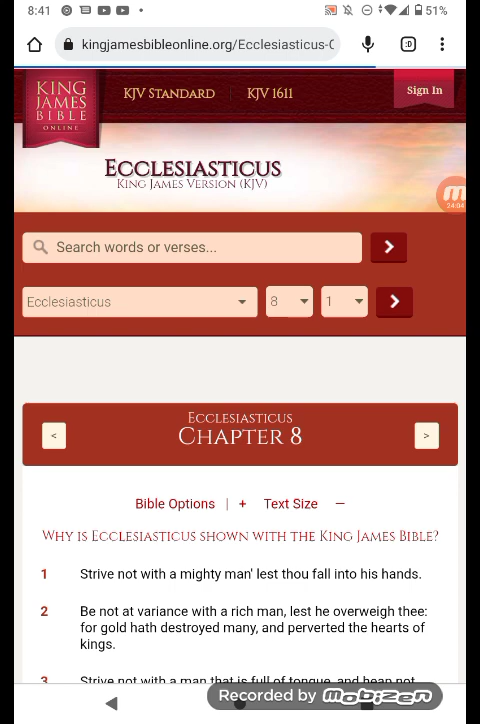 8:41
51%
kingjamesbibleonline.org/Ecclesiasticus-C
KING
JAMES
BIBLE
ONLINE
KJV Standard
KJV 1611
Sign In
Ecclesiasticus
King James Version (KJV)
24:04
Search words or verses...
Ecclesiasticus
8
1
Ecclesiasticus
Chapter 8
<
>
Bible Options | + Text Size —
Why is Ecclesiasticus shown with the King James Bible?
1 Strive not with a mighty man' lest thou fall into his hands.
2 Be not at variance with a rich man, lest he overweigh thee:
for gold hath destroyed many, and perverted the hearts of
kings.
3 Strive not with a man that is full of tongue, and heap not
Recorded by mobizen